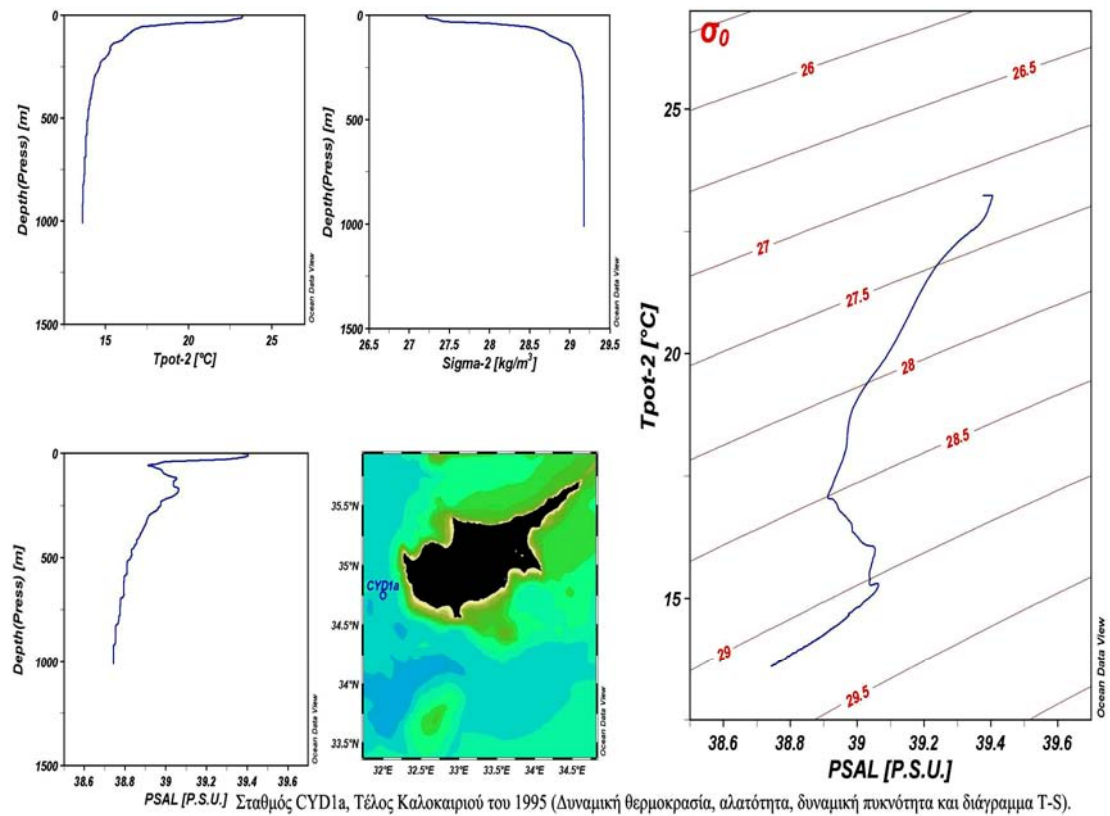 0
500
1000
1500
Depth(Press) [m]
15
20
25
Tpot-2 [°C]
Ocean Data View
0
500
1000
1500
Depth(Press) [m]
26.5
27
27.5
28
28.5
29
29.5
Sigma-2 [kg/m³]
Ocean Data View
σ₀
26
26.5
27
27.5
28
28.5
29
29.5
25
20
15
Tpot-2 [°C]
38.6
38.8
39
39.2
39.4
39.6
PSAL [P.S.U.]
Ocean Data View
0
500
1000
1500
Depth(Press) [m]
38.6
38.8
39
39.2
39.4
39.6
PSAL [P.S.U.]
Ocean Data View
35.5°N
35°N
34.5°N
34°N
33.5°N
CYD1a
32°E
32.5°E
33°E
33.5°E
34°E
34.5°E
Ocean Data View
Σταθμός CYD1a, Τέλος Καλοκαιριού του 1995 (Δυναμική θερμοκρασία, αλατότητα, δυναμική πυκνότητα και διάγραμμα T-S).